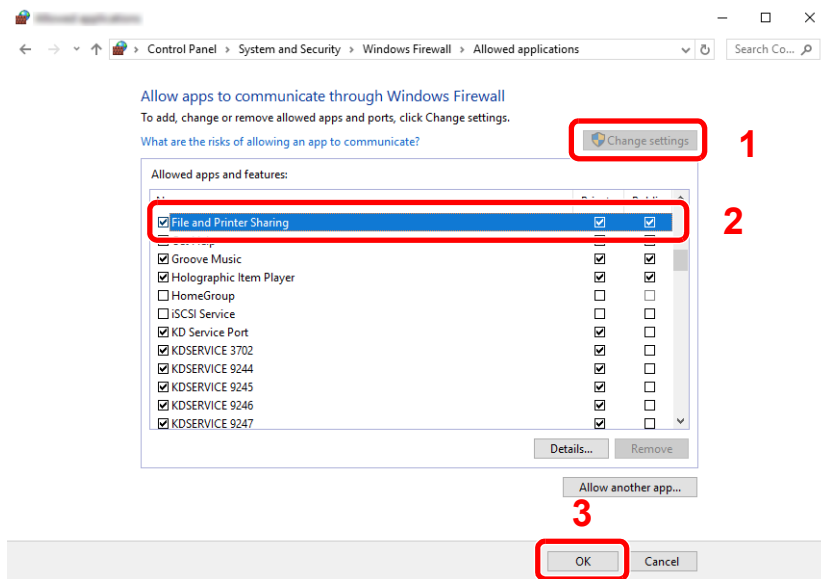 Control Panel > System and Security > Windows Firewall > Allowed applications
Search Co...
Allow apps to communicate through Windows Firewall
To add, change or remove allowed apps and ports, click Change settings.
What are the risks of allowing an app to communicate?
Change settings
1
Allowed apps and features:
File and Printer Sharing
2
Groove Music
Holographic Item Player
HomeGroup
iSCSI Service
KD Service Port
KDSERVICE 3702
KDSERVICE 9244
KDSERVICE 9245
KDSERVICE 9246
KDSERVICE 9247
Details...
Remove
Allow another app...
3
OK
Cancel